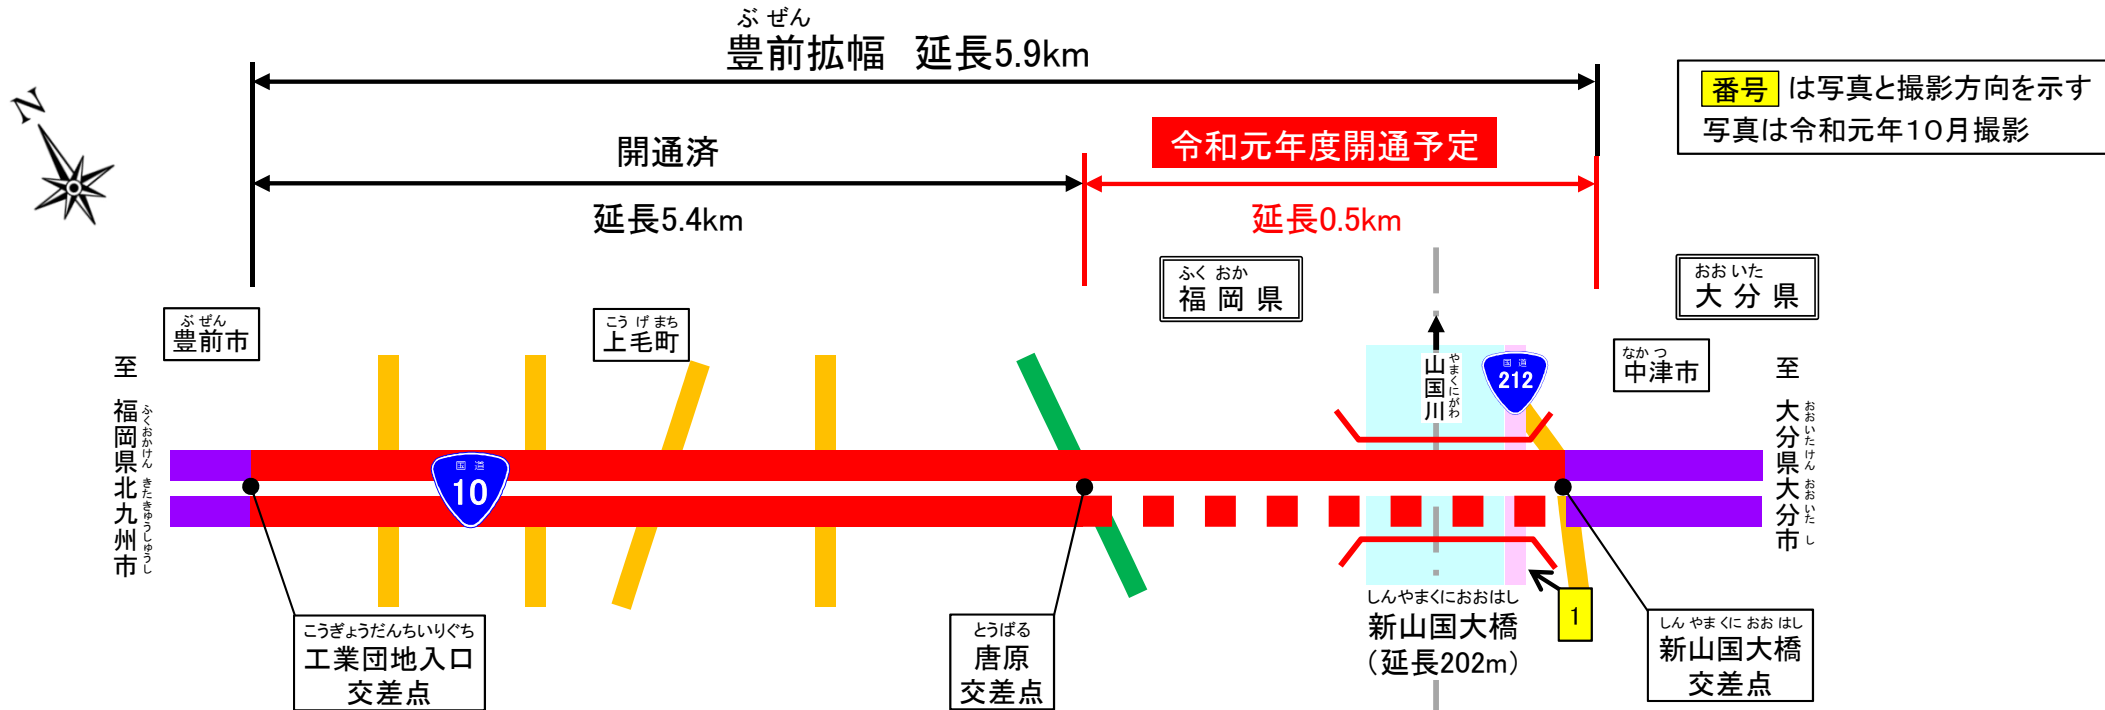 ぶ ぜん
豊前拡幅 延長5.9km
N
番号 は写真と撮影方向を示す
写真は令和元年10月撮影
開通済
令和元年度開通予定
延長5.4km
延長0.5km
ふく おか
福岡県
おお いた
大分県
ぶ ぜん
豊前市
こう げ まち
上毛町
なか つ
中津市
至 福岡県北九州市
ふくおかけん きたきゅうしゅうし
山国川
やまくにがわ
国道
212
国道
10
至 大分県大分市
おおいたけん おおいた し
こうぎょうだんちいりぐち
工業団地入口
交差点
とうばる
唐原
交差点
しんやまくにおおはし
新山国大橋
（延長202m）
1
しん やまくに おお はし
新山国大橋
交差点